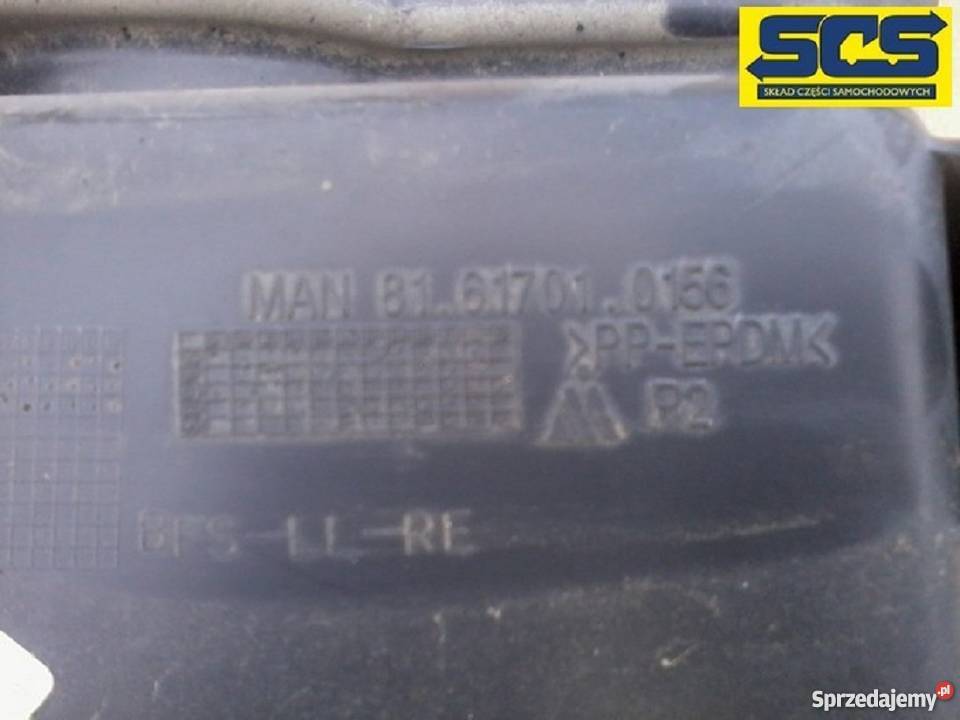 SCS
SKŁAD CZĘŚCI SAMOCHODOWYCH
MAN 81.61701.0156
>PP-EPDM<
P2
BFS-LL-RE
Sprzedajemy.pl